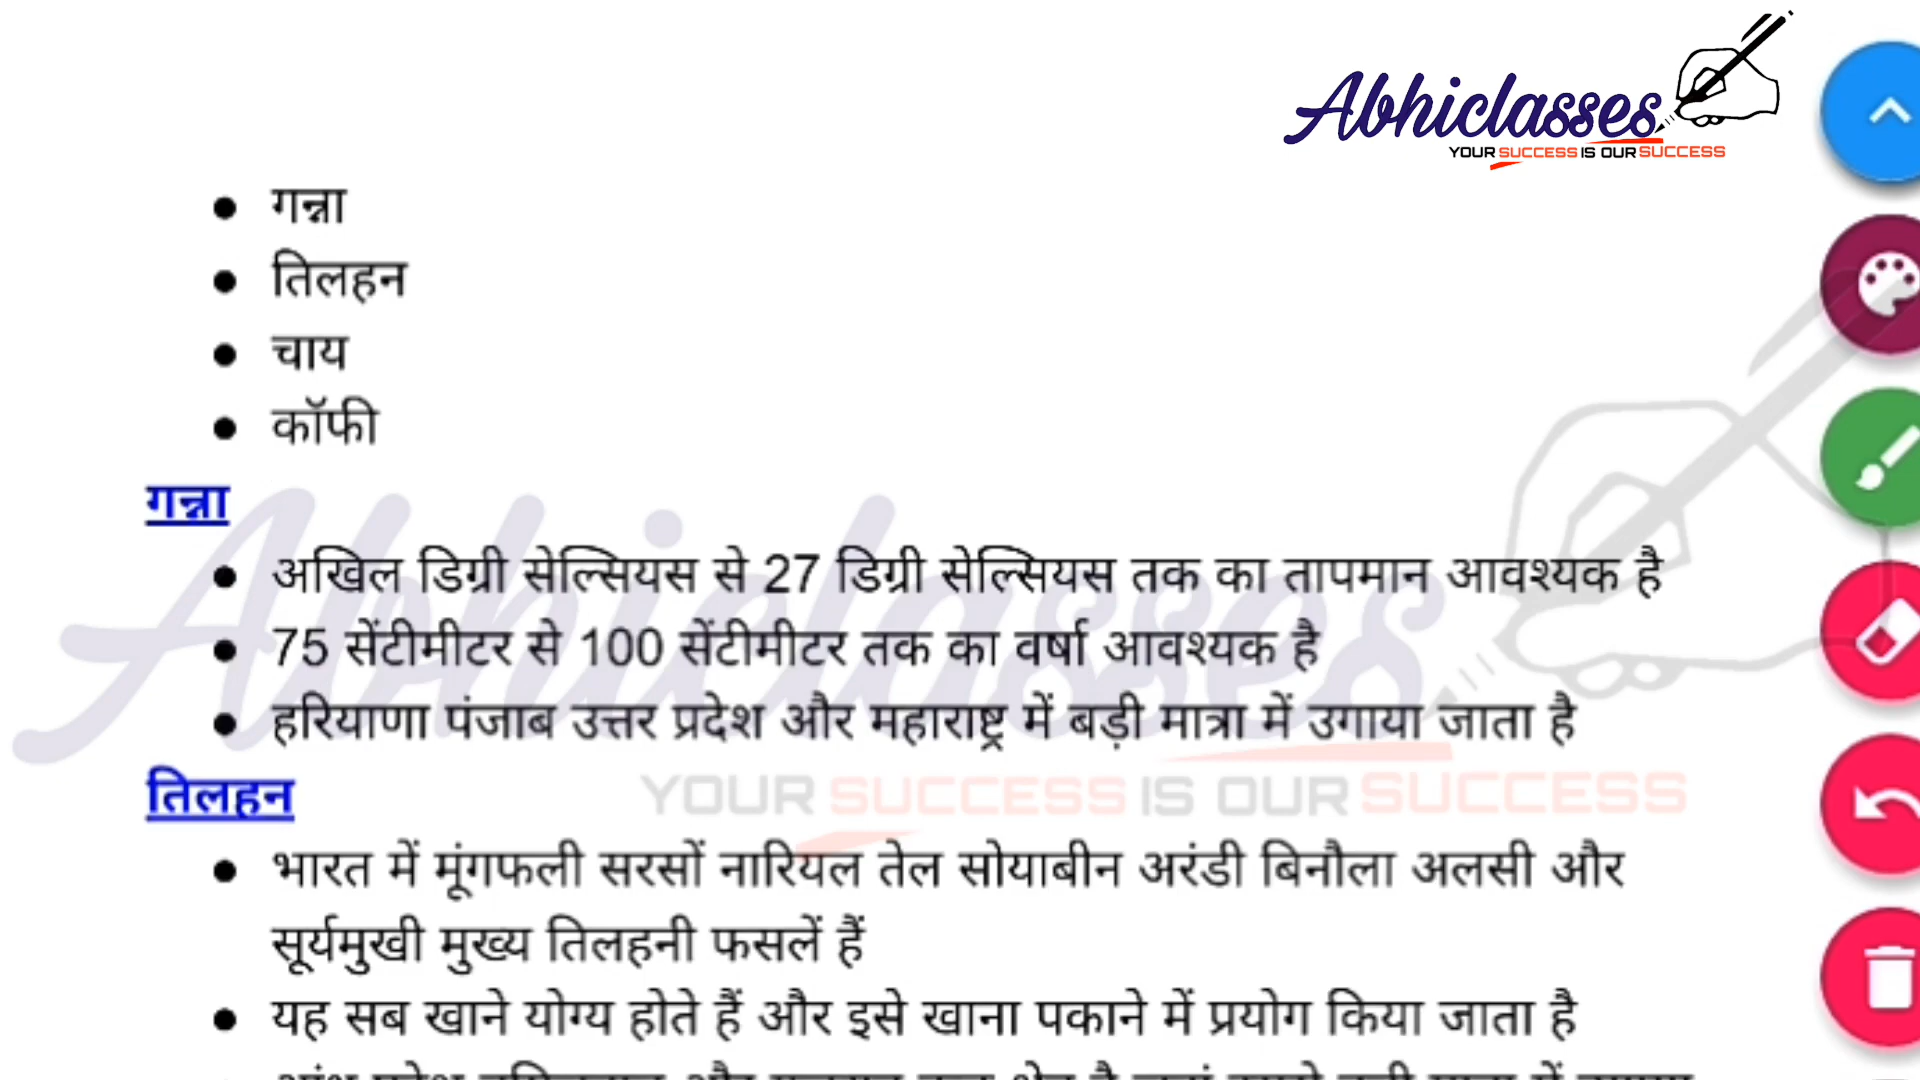 Abhiclasses
YOUR SUCCESS IS OUR SUCCESS
● गन्ना
● तिलहन
● चाय
● कॉफी
गन्ना
● अखिल डिग्री सेल्सियस से 27 डिग्री सेल्सियस तक का तापमान आवश्यक है
● 75 सेंटीमीटर से 100 सेंटीमीटर तक का वर्षा आवश्यक है
● हरियाणा पंजाब उत्तर प्रदेश और महाराष्ट्र में बड़ी मात्रा में उगाया जाता है
Abhiclasses
YOUR SUCCESS IS OUR SUCCESS
तिलहन
● भारत में मूंगफली सरसों नारियल तेल सोयाबीन अरंडी बिनौला अलसी और
सूर्यमुखी मुख्य तिलहनी फसलें हैं
● यह सब खाने योग्य होते हैं और इसे खाना पकाने में प्रयोग किया जाता है